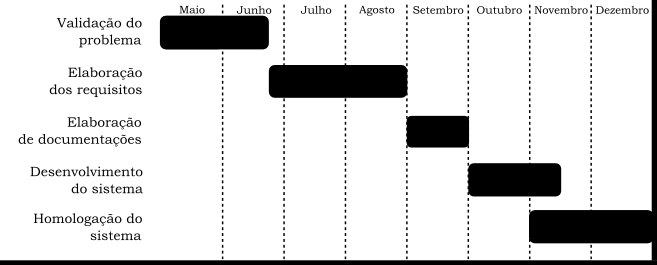 Maio Junho Julho Agosto Setembro Outubro Novembro Dezembro
Validação do
problema
Elaboração
dos requisitos
Elaboração
de documentações
Desenvolvimento
do sistema
Homologação do
sistema